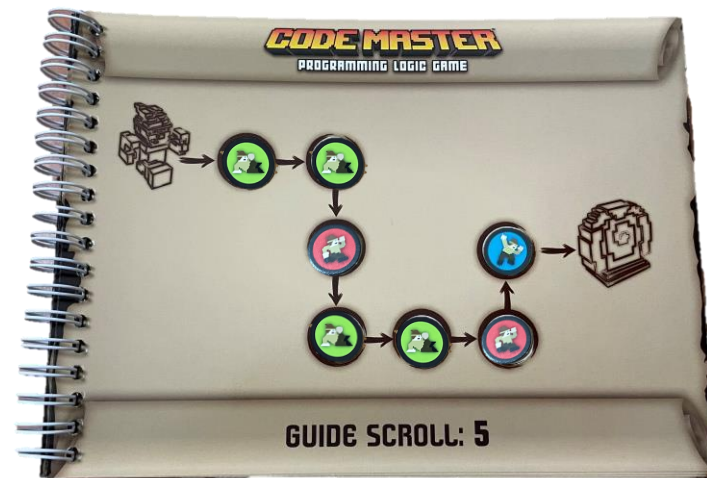 CODE MASTER
PROGRAMMING LOGIC GAME
GUIDE SCROLL: 5